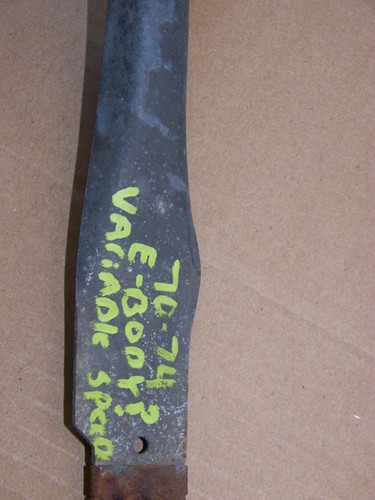 70-74
E-BODY?
VARiABLE SPEED